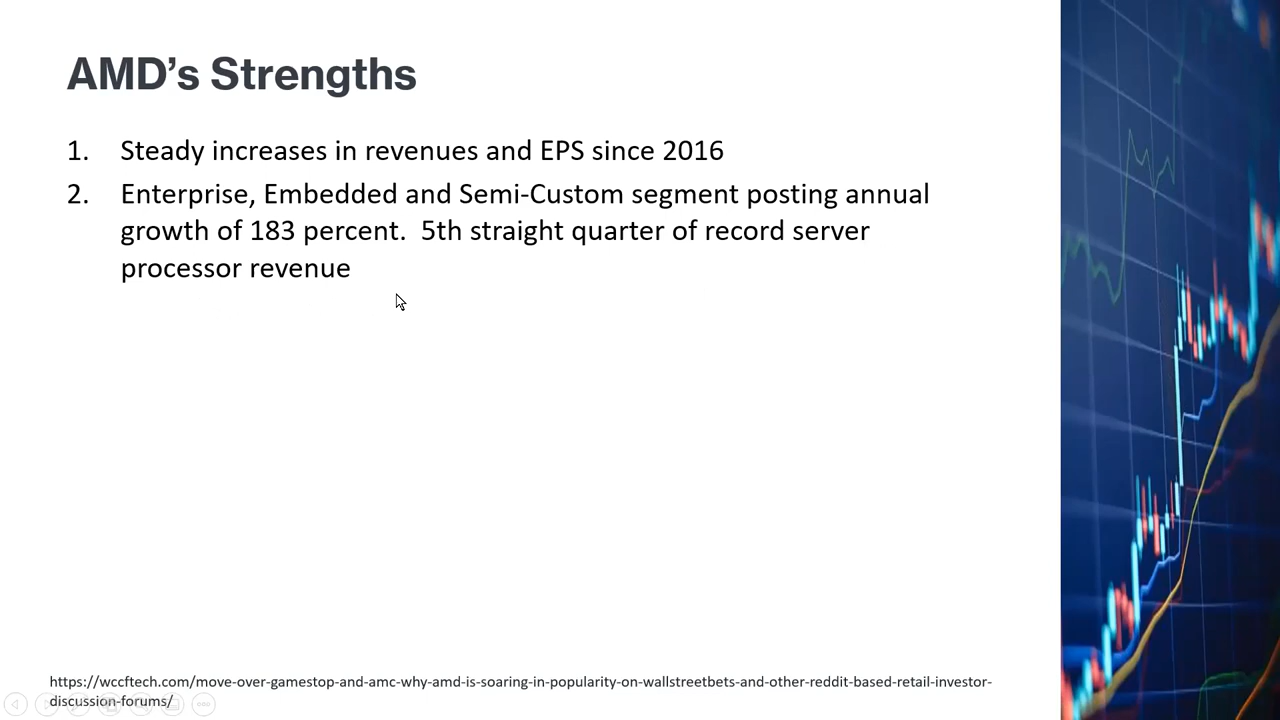 AMD’s Strengths
1. Steady increases in revenues and EPS since 2016
2. Enterprise, Embedded and Semi-Custom segment posting annual
growth of 183 percent.  5th straight quarter of record server
processor revenue
https://wccftech.com/move-over-gamestop-and-amc-why-amd-is-soaring-in-popularity-on-wallstreetbets-and-other-reddit-based-retail-investor-
discussion-forums/